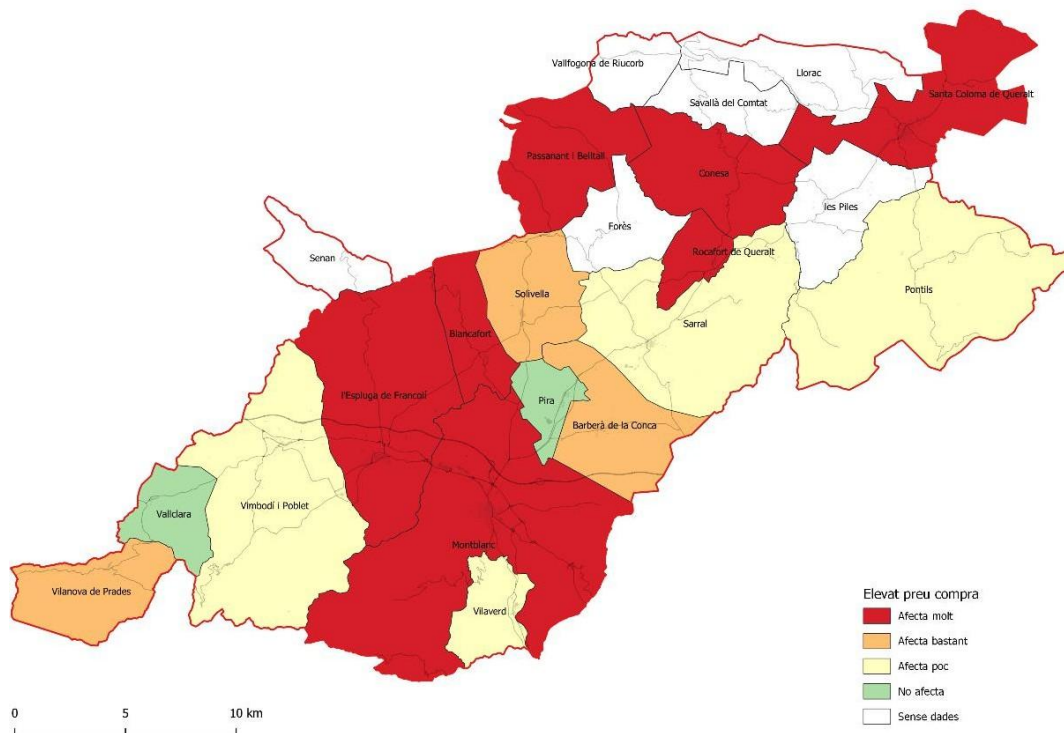 Vallfogona de Riucorb
Llorac
Santa Coloma de Queralt
Savallà del Comtat
Passanant i Belltall
Conesa
les Piles
Forès
Rocafort de Queralt
Senan
Pontils
Solivella
Sarral
Blancafort
l'Espluga de Francolí
Pira
Barberà de la Conca
Vallclara
Vimbodí i Poblet
Montblanc
Vilanova de Prades
Vilaverd
Elevat preu compra
Afecta molt
Afecta bastant
Afecta poc
No afecta
Sense dades
0 5 10 km